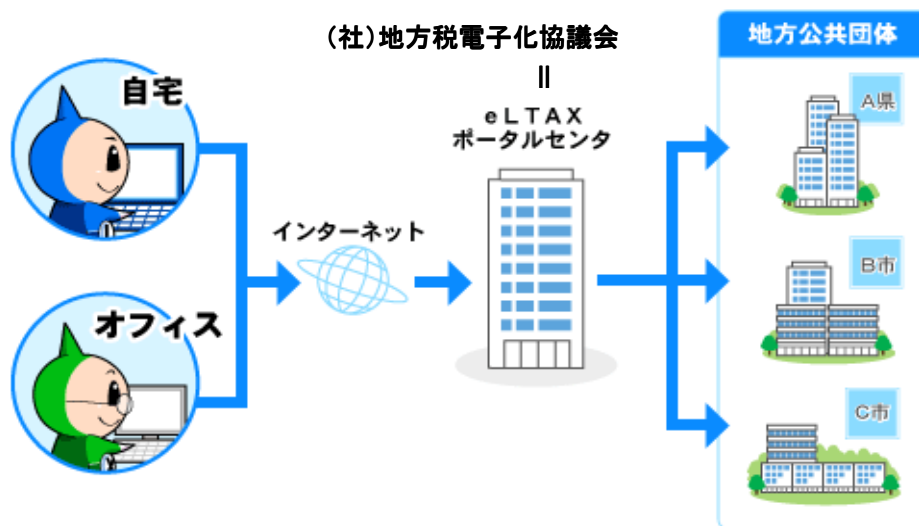 （社）地方税電子化協議会
＝
eLTAX
ポータルセンタ
自宅
オフィス
インターネット
地方公共団体
A県
B市
C市